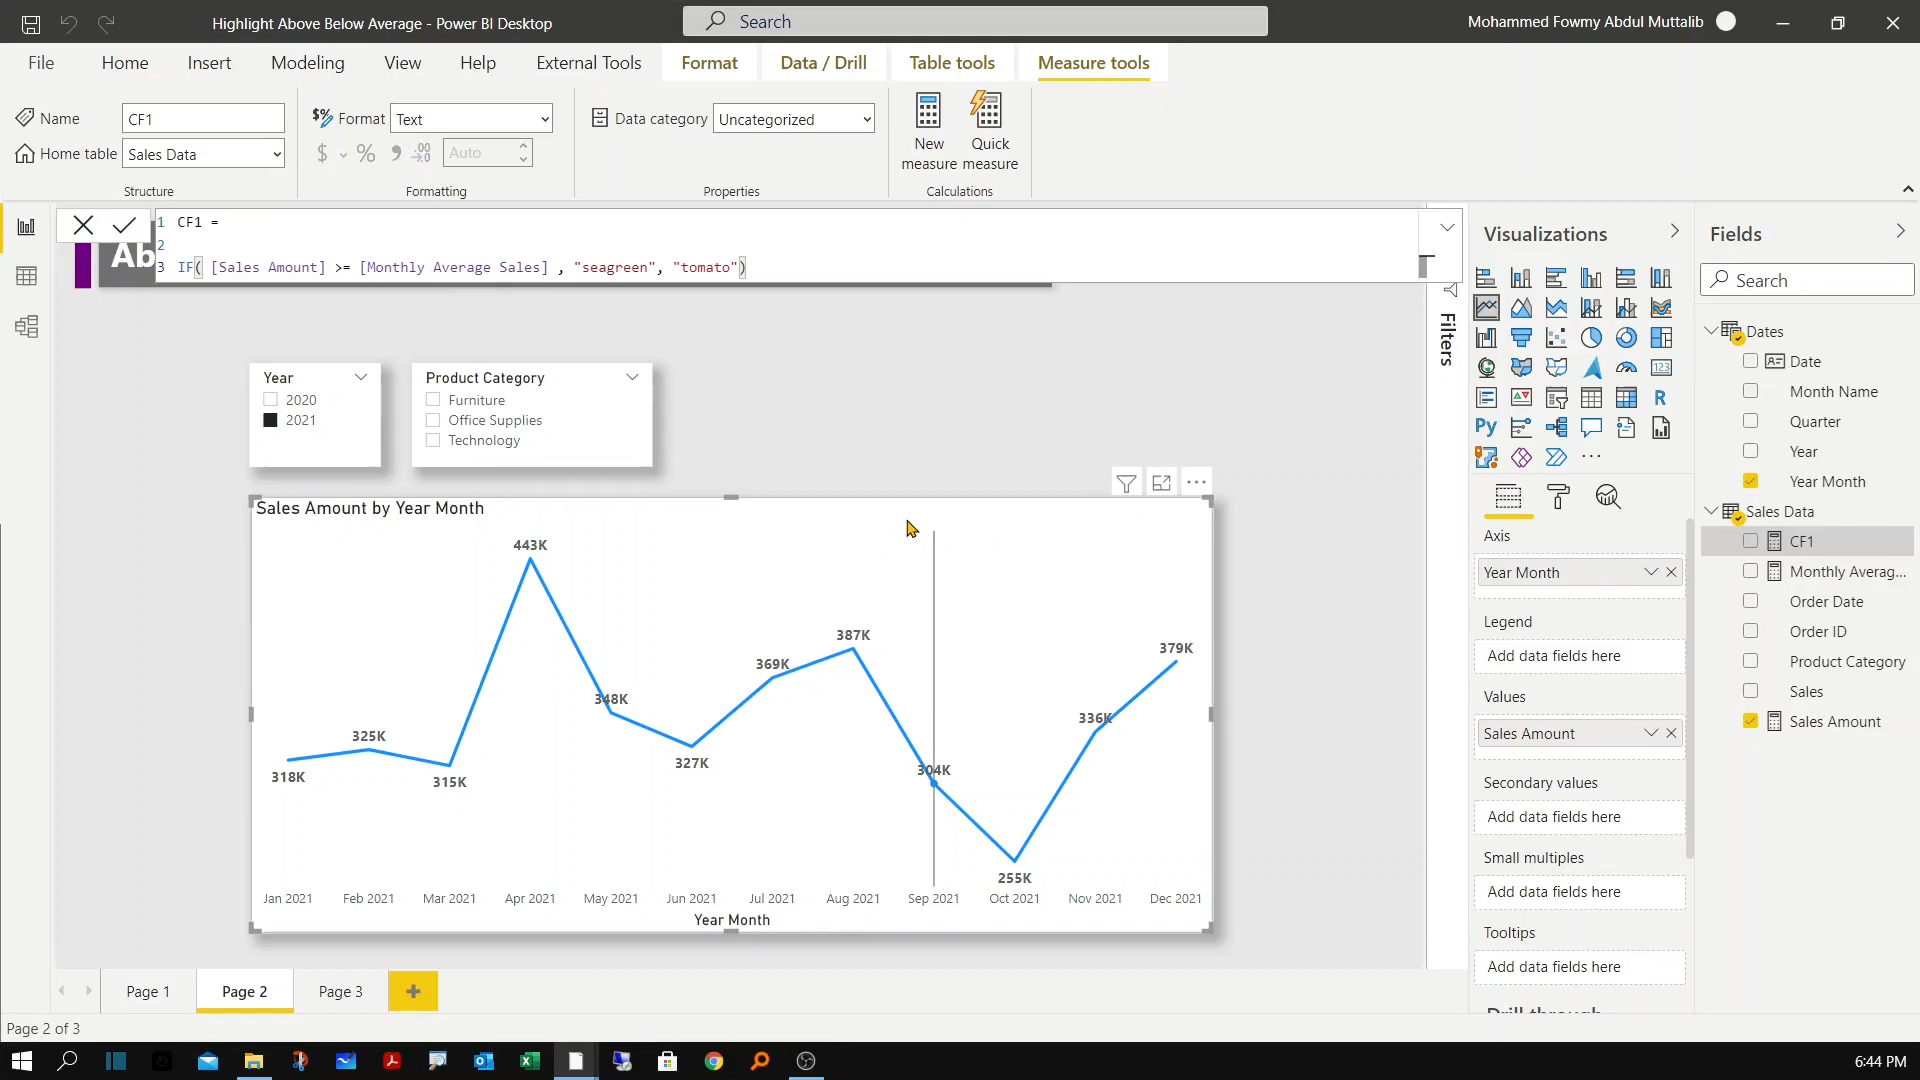 Highlight Above Below Average - Power BI Desktop
Search
Mohammed Fowmy Abdul Muttalib
File Home Insert Modeling View Help External Tools Format Data / Drill Table tools Measure tools
Name CF1
Format Text
Data category Uncategorized
Home table Sales Data
$ % Auto
New measure
Quick measure
Structure Formatting Properties Calculations
1 CF1 =
2
3 IF( [Sales Amount] >= [Monthly Average Sales] , "seagreen", "tomato")
Ab
Year
2020
2021
Product Category
Furniture
Office Supplies
Technology
Sales Amount by Year Month
318K
325K
315K
443K
348K
327K
369K
387K
304K
255K
336K
379K
Jan 2021 Feb 2021 Mar 2021 Apr 2021 May 2021 Jun 2021 Jul 2021 Aug 2021 Sep 2021 Oct 2021 Nov 2021 Dec 2021
Year Month
Filters
Visualizations
123
R
Py
Axis
Year Month
Legend
Add data fields here
Values
Sales Amount
Secondary values
Add data fields here
Small multiples
Add data fields here
Tooltips
Add data fields here
Fields
Search
Dates
Date
Month Name
Quarter
Year
Year Month
Sales Data
CF1
Monthly Averag...
Order Date
Order ID
Product Category
Sales
Sales Amount
Page 1 Page 2 Page 3
Page 2 of 3
6:44 PM